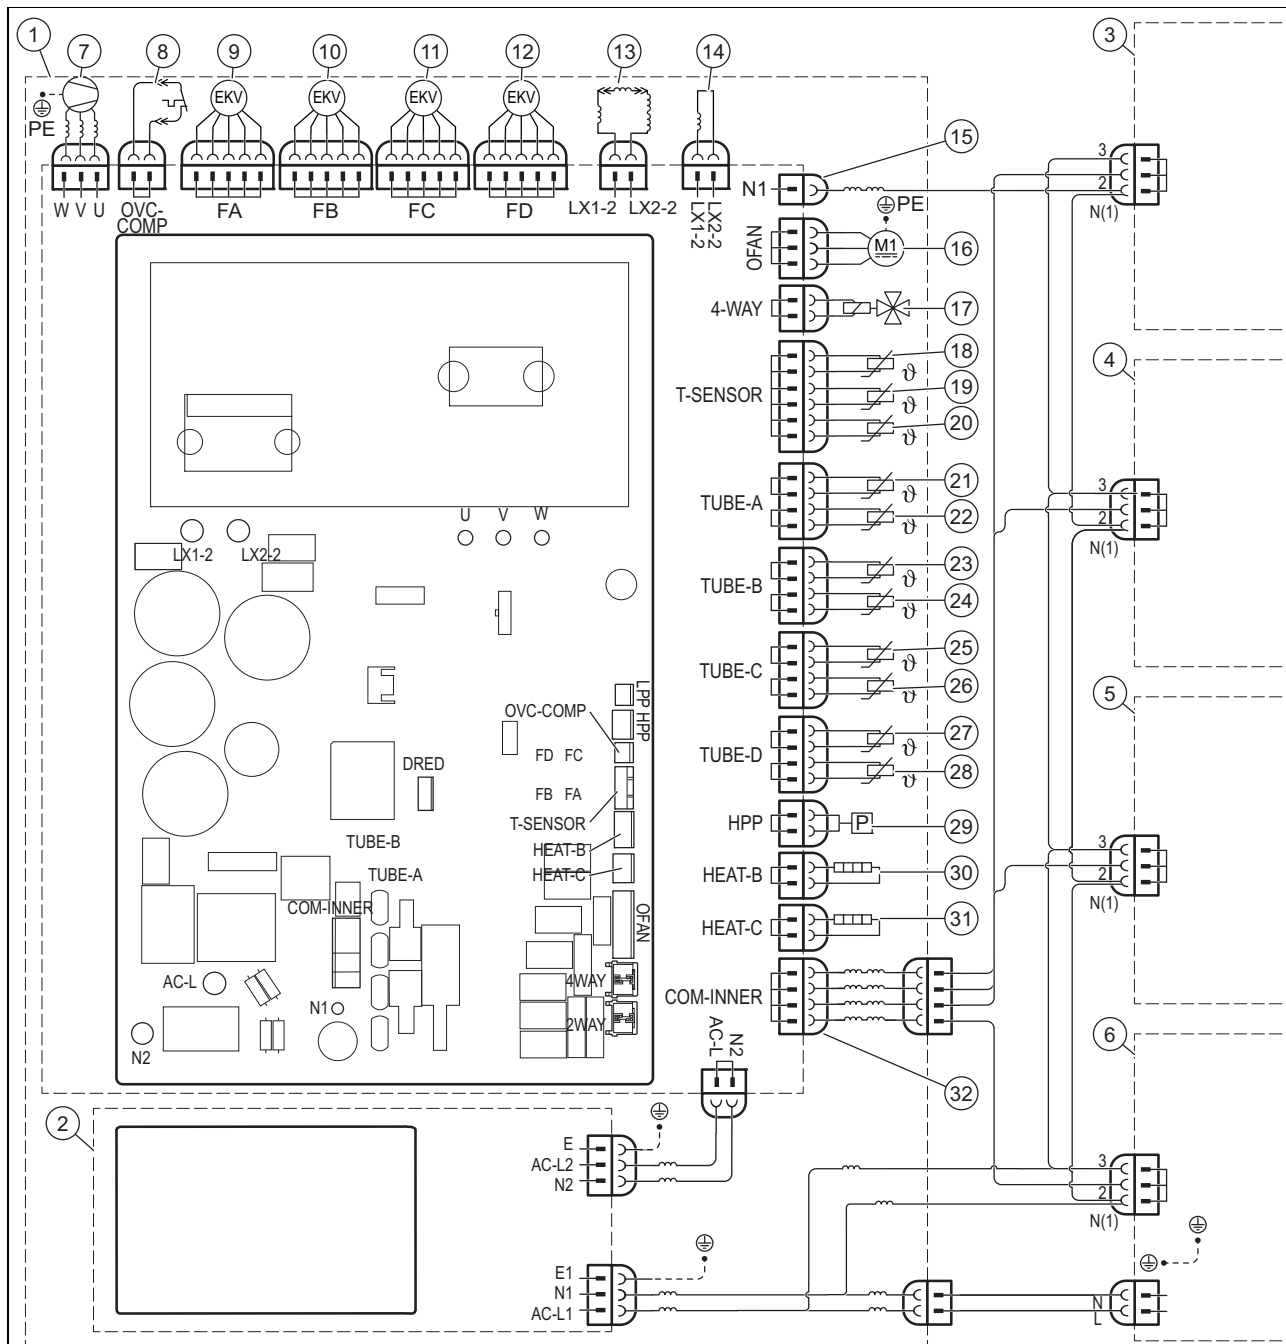 1 7 8 9 10 11 12 13 14 3
EKV EKV EKV EKV
PE
W V U OVC-COMP FA FB FC FD LX1-2 LX2-2 LX1-2 LX2-2
N1 15
3
2
N(1)
PE
OFAN M1 16
4-WAY 17
T-SENSOR
18
ϑ
19
ϑ
20
ϑ
4
TUBE-A
21
ϑ
22
ϑ
3
2
N(1)
LX1-2 LX2-2 U V W
TUBE-B
23
ϑ
24
ϑ
TUBE-C
25
ϑ
26
ϑ
5
TUBE-D
27
ϑ
28
ϑ
LPP HPP
OVC-COMP
FD FC
DRED
FB FA
T-SENSOR
TUBE-B
HEAT-B
HEAT-C
TUBE-A
COM-INNER
OFAN
AC-L
4WAY
N1
2WAY
N2
HPP P 29
HEAT-B 30
HEAT-C 31
3
2
N(1)
COM-INNER
AC-L N2
32
6
2
E
AC-L2
N2
3
2
N(1)
E1
N1
AC-L1
N
L